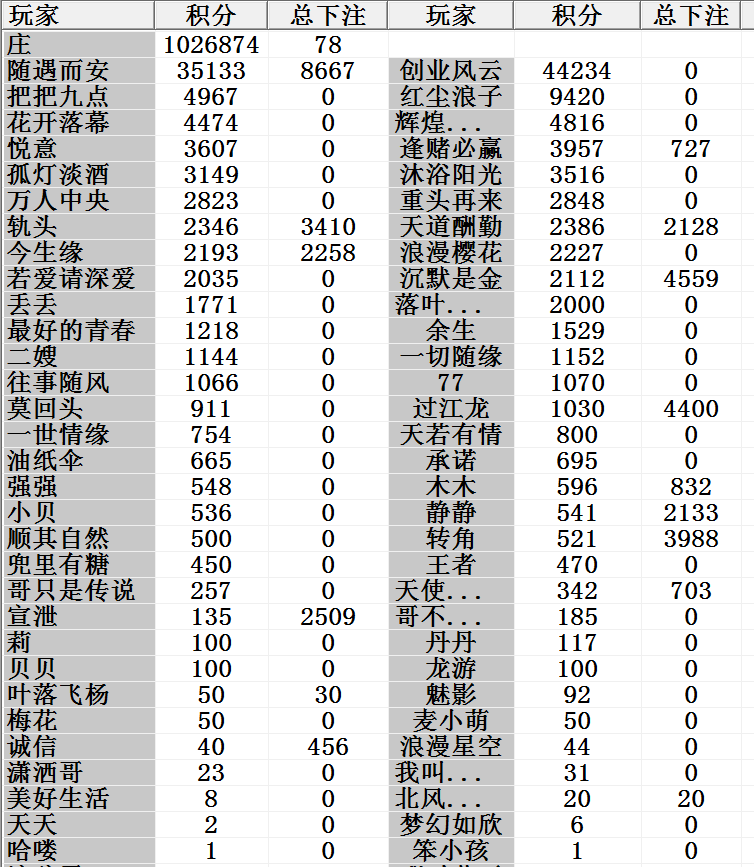 玩家 积分 总下注 玩家 积分 总下注
庄 1026874 78
随遇而安 35133 8667 创业风云 44234 0
把把九点 4967 0 红尘浪子 9420 0
花开落幕 4474 0 辉煌... 4816 0
悦意 3607 0 逢赌必赢 3957 727
孤灯淡酒 3149 0 沐浴阳光 3516 0
万人中央 2823 0 重头再来 2848 0
轨头 2346 3410 天道酬勤 2386 2128
今生缘 2193 2258 浪漫樱花 2227 0
若爱请深爱 2035 0 沉默是金 2112 4559
丢丢 1771 0 落叶... 2000 0
最好的青春 1218 0 余生 1529 0
二嫂 1144 0 一切随缘 1152 0
往事随风 1066 0 77 1070 0
莫回头 911 0 过江龙 1030 4400
一世情缘 754 0 天若有情 800 0
油纸伞 665 0 承诺 695 0
强强 548 0 木木 596 832
小贝 536 0 静静 541 2133
顺其自然 500 0 转角 521 3988
兜里有糖 450 0 王者 470 0
哥只是传说 257 0 天使... 342 703
宣泄 135 2509 哥不... 185 0
莉 100 0 丹丹 117 0
贝贝 100 0 龙游 100 0
叶落飞杨 50 30 魅影 92 0
梅花 50 0 麦小萌 50 0
诚信 40 456 浪漫星空 44 0
潇洒哥 23 0 我叫... 31 0
美好生活 8 0 北风... 20 20
天天 2 0 梦幻如欣 6 0
哈喽 1 0 笨小孩 1 0